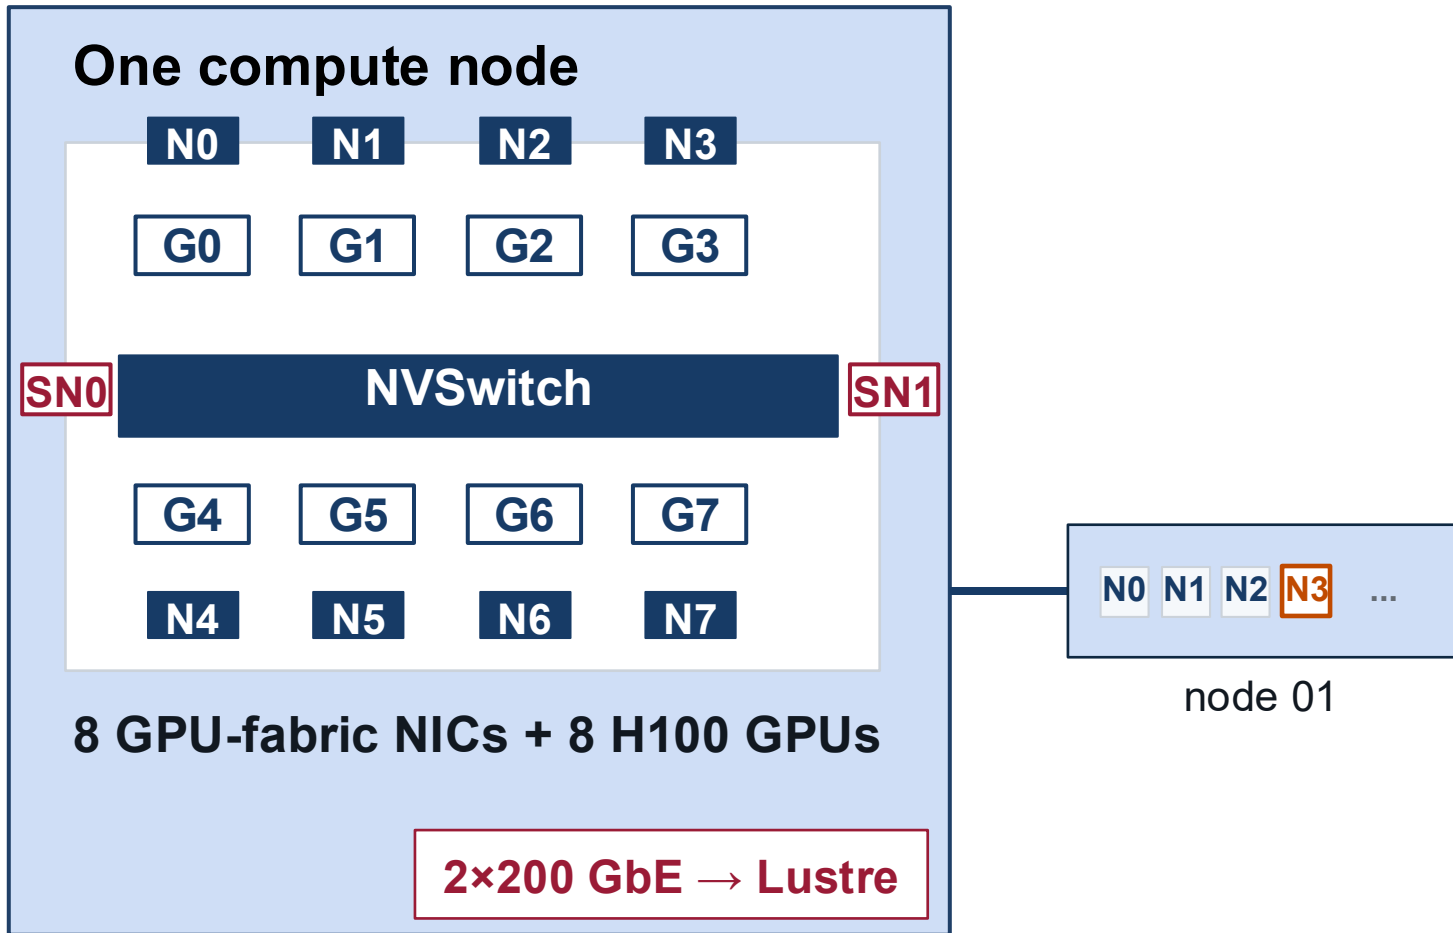 One compute node
N0 N1 N2 N3
G0 G1 G2 G3
SN0 NVSwitch SN1
G4 G5 G6 G7
N4 N5 N6 N7
8 GPU-fabric NICs + 8 H100 GPUs
2×200 GbE → Lustre
N0 N1 N2 N3 ...
node 01